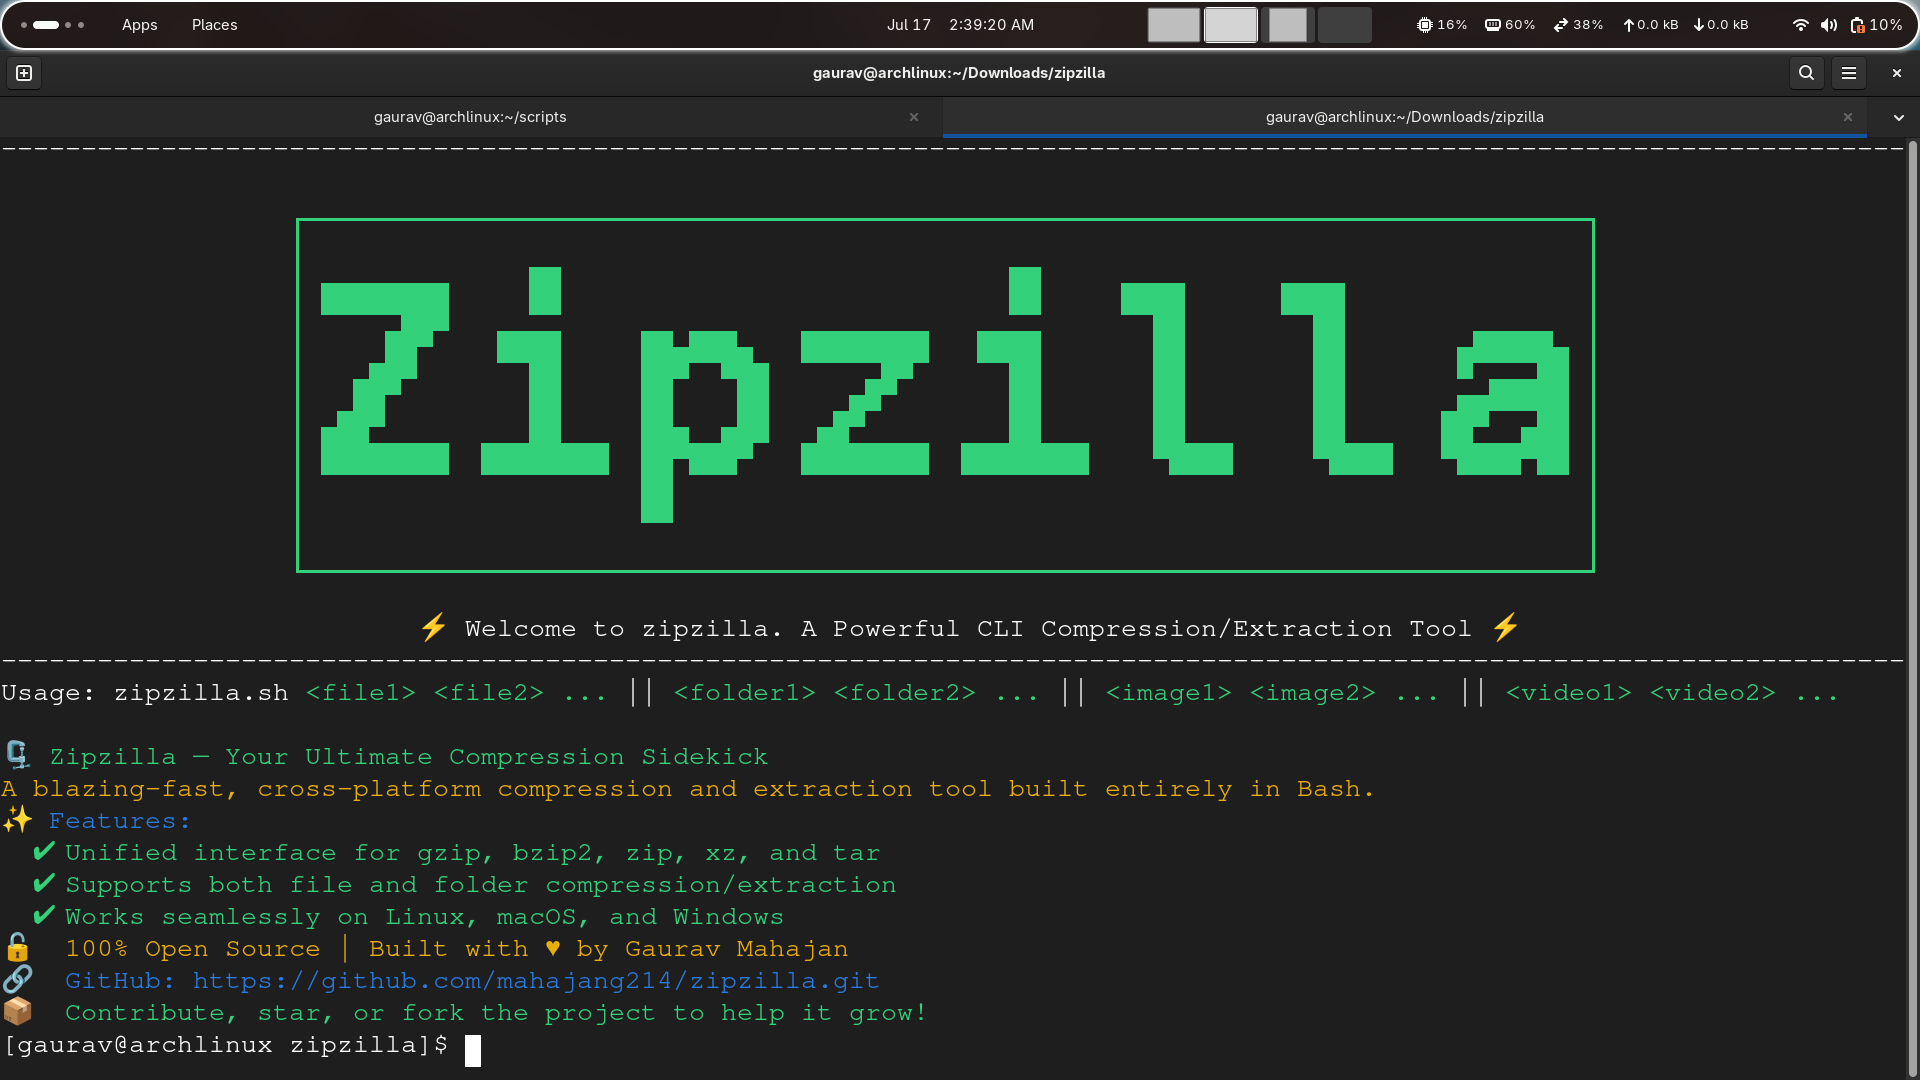 Apps Places Jul 17 2:39:20 AM 16% 60% 38% 0.0 kB 0.0 kB 10%
gaurav@archlinux:~/Downloads/zipzilla
gaurav@archlinux:~/scripts gaurav@archlinux:~/Downloads/zipzilla
Zipzilla
⚡ Welcome to zipzilla. A Powerful CLI Compression/Extraction Tool ⚡
Usage: zipzilla.sh <file1> <file2> ... || <folder1> <folder2> ... || <image1> <image2> ... || <video1> <video2> ...
🗜️ Zipzilla — Your Ultimate Compression Sidekick
A blazing-fast, cross-platform compression and extraction tool built entirely in Bash.
✨ Features:
✔ Unified interface for gzip, bzip2, zip, xz, and tar
✔ Supports both file and folder compression/extraction
✔ Works seamlessly on Linux, macOS, and Windows
🔓 100% Open Source | Built with ♥ by Gaurav Mahajan
🔗 GitHub: https://github.com/mahajang214/zipzilla.git
📦 Contribute, star, or fork the project to help it grow!
[gaurav@archlinux zipzilla]$